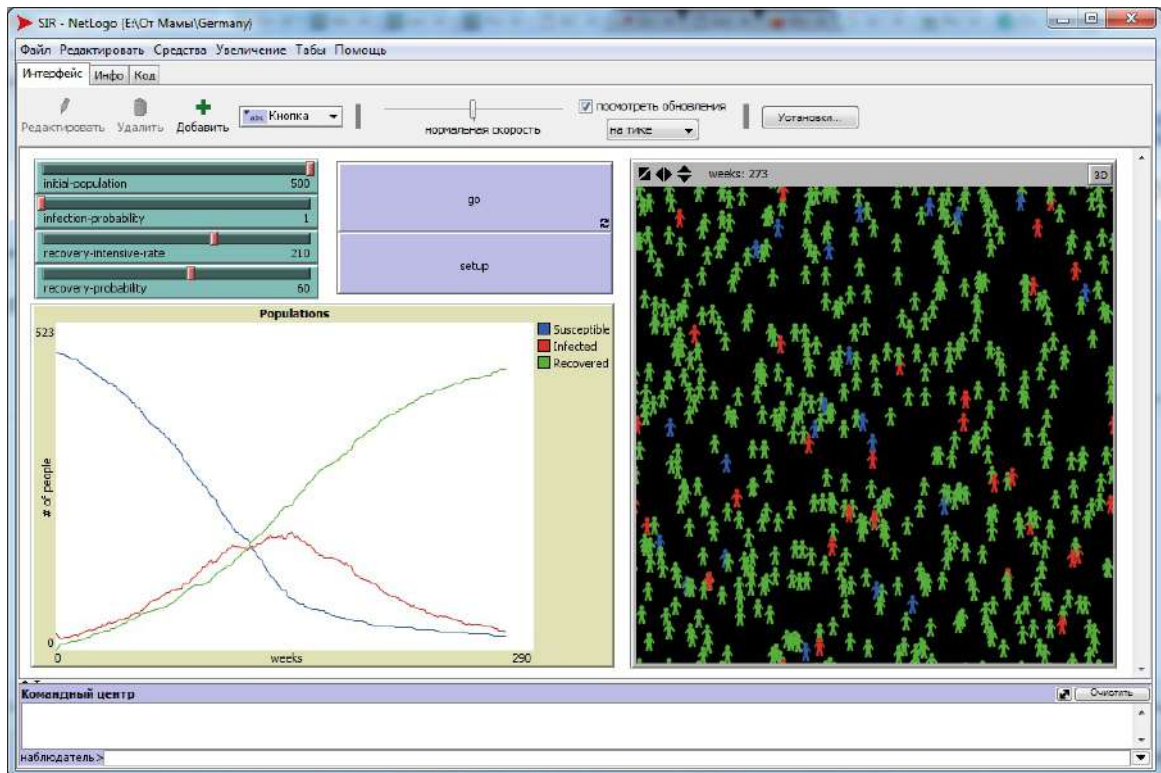 SIR - NetLogo {E:\От Мамы\Germany}
Файл Редактировать Средства Увеличение Табы Помощь
Интерфейс Инфо Код
Редактировать Удалить Добавить abc Кнопка нормальная скорость посмотреть обновления на тике Установки...
initial-population 500
infection-probability 1
recovery-intensive-rate 210
recovery-probability 60
go
setup
weeks: 273 3D
Populations
523
# of people
0
0 weeks 290
Susceptible
Infected
Recovered
Командный центр Очистить
наблюдатель>